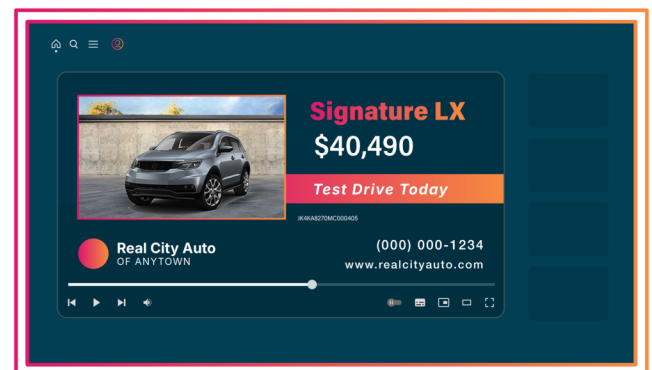 Signature LX
$40,490
Test Drive Today
JK4KA8270MC000405
Real City Auto
OF ANYTOWN
(000) 000-1234
www.realcityauto.com